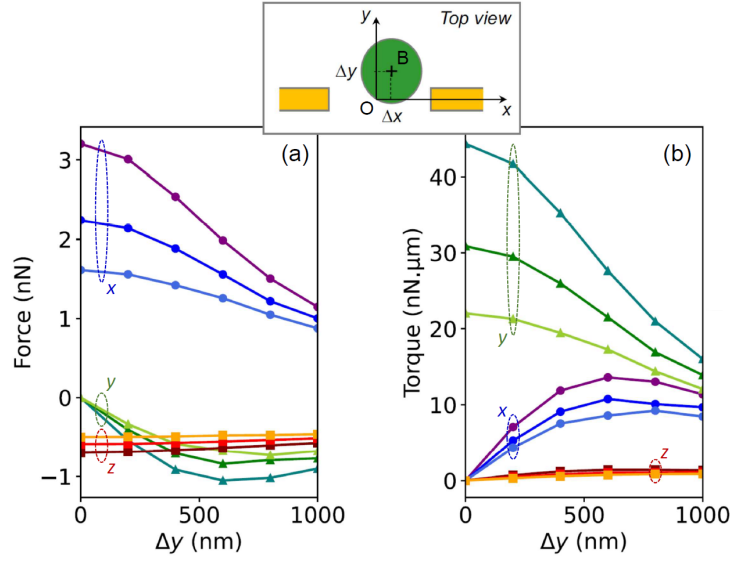 y
Top view
B
Δy
O
Δx
x
(a)
(b)
3
2
1
0
−1
Force (nN)
x
y
z
0
500
1000
Δy (nm)
40
30
20
10
0
Torque (nN.μm)
y
x
z
0
500
1000
Δy (nm)